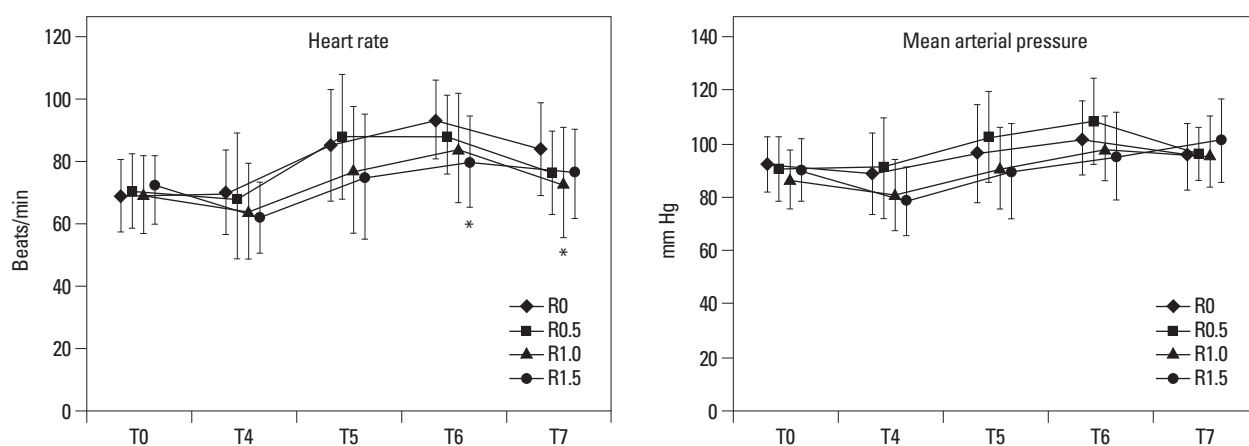 Heart rate
Beats/min
120
100
80
60
40
20
0
T0 T4 T5 T6 T7
*
*
R0
R0.5
R1.0
R1.5
Mean arterial pressure
mm Hg
140
120
100
80
60
40
20
0
T0 T4 T5 T6 T7
R0
R0.5
R1.0
R1.5